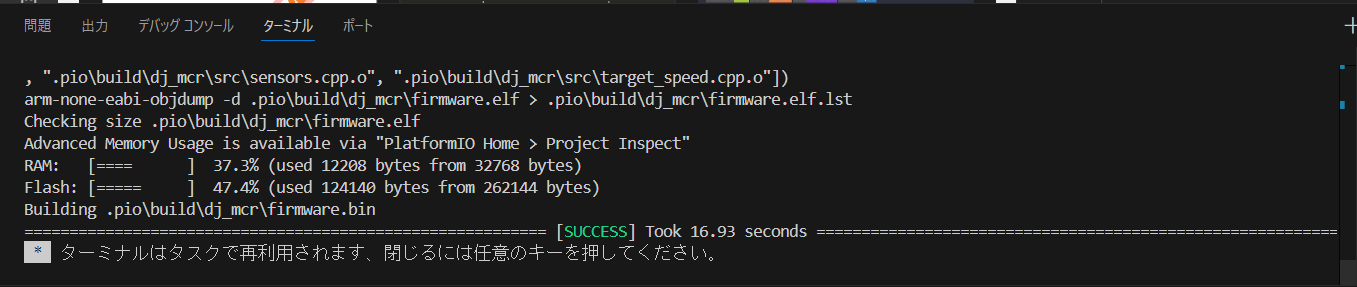 問題 出力 デバッグ コンソール ターミナル ポート
, ".pio\build\dj_mcr\src\sensors.cpp.o", ".pio\build\dj_mcr\src\target_speed.cpp.o"])
arm-none-eabi-objdump -d .pio\build\dj_mcr\firmware.elf > .pio\build\dj_mcr\firmware.elf.lst
Checking size .pio\build\dj_mcr\firmware.elf
Advanced Memory Usage is available via "PlatformIO Home > Project Inspect"
RAM:   [====      ]  37.3% (used 12208 bytes from 32768 bytes)
Flash: [=====     ]  47.4% (used 124140 bytes from 262144 bytes)
Building .pio\build\dj_mcr\firmware.bin
========================================================== [SUCCESS] Took 16.93 seconds ==========================================================
* ターミナルはタスクで再利用されます、閉じるには任意のキーを押してください。